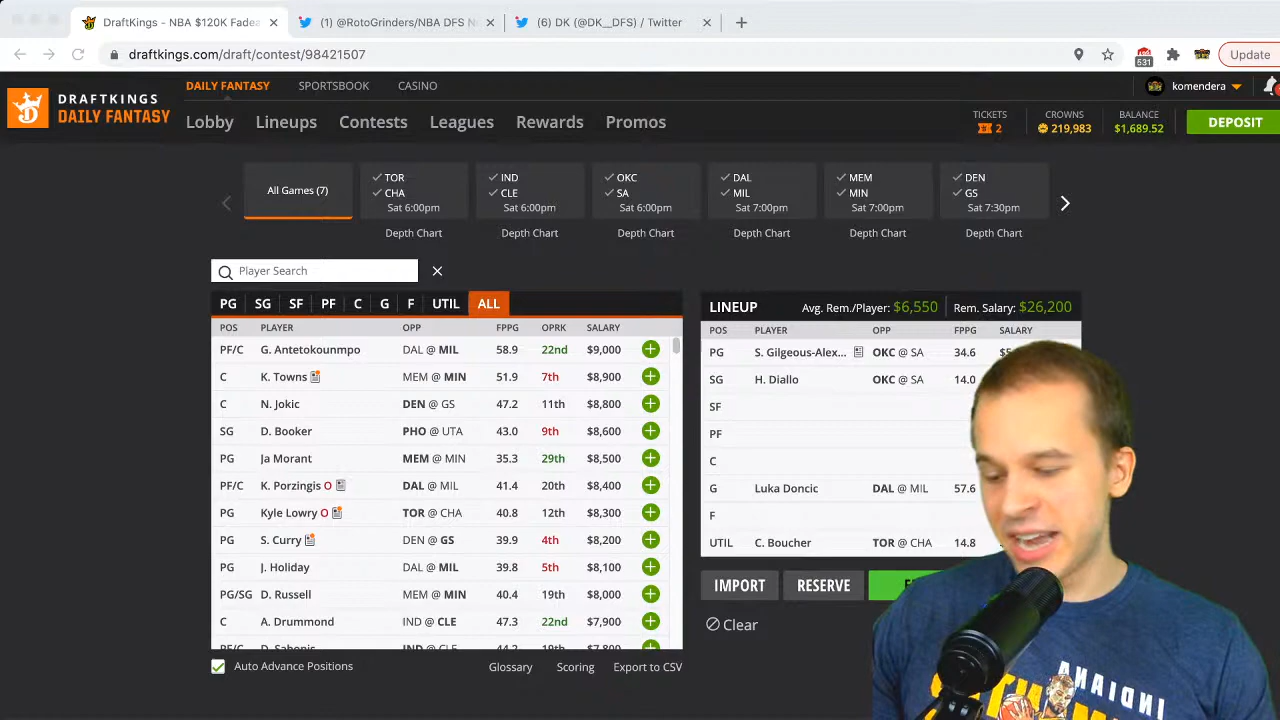 DraftKings - NBA $120K Fadea
(1) @RotoGrinders/NBA DFS N
(6) DK (@DK__DFS) / Twitter
draftkings.com/draft/contest/98421507
531
Update
DRAFTKINGS
DAILY FANTASY
DAILY FANTASY SPORTSBOOK CASINO
komendera
Lobby Lineups Contests Leagues Rewards Promos
TICKETS
2
CROWNS
219,983
BALANCE
$1,689.52
DEPOSIT
All Games (7)
TOR
CHA
Sat 6:00pm
Depth Chart
IND
CLE
Sat 6:00pm
Depth Chart
OKC
SA
Sat 6:00pm
Depth Chart
DAL
MIL
Sat 7:00pm
Depth Chart
MEM
MIN
Sat 7:00pm
Depth Chart
DEN
GS
Sat 7:30pm
Depth Chart
Player Search
PG SG SF PF C G F UTIL ALL
POS PLAYER OPP FPPG OPRK SALARY
PF/C G. Antetokounmpo DAL @ MIL 58.9 22nd $9,000
C K. Towns MEM @ MIN 51.9 7th $8,900
C N. Jokic DEN @ GS 47.2 11th $8,800
SG D. Booker PHO @ UTA 43.0 9th $8,600
PG Ja Morant MEM @ MIN 35.3 29th $8,500
PF/C K. Porzingis O DAL @ MIL 41.4 20th $8,400
PG Kyle Lowry O TOR @ CHA 40.8 12th $8,300
PG S. Curry DEN @ GS 39.9 4th $8,200
PG J. Holiday DAL @ MIL 39.8 5th $8,100
PG/SG D. Russell MEM @ MIN 40.4 19th $8,000
C A. Drummond IND @ CLE 47.3 22nd $7,900
PF/C D. Sabonis IND @ CLE 44.2 19th $7,800
Auto Advance Positions
Glossary Scoring Export to CSV
LINEUP Avg. Rem./Player: $6,550 Rem. Salary: $26,200
POS PLAYER OPP FPPG SALARY
PG S. Gilgeous-Alex... OKC @ SA 34.6
SG H. Diallo OKC @ SA 14.0
SF
PF
C
G Luka Doncic DAL @ MIL 57.6
F
UTIL C. Boucher TOR @ CHA 14.8
IMPORT RESERVE
Clear
INDIANA